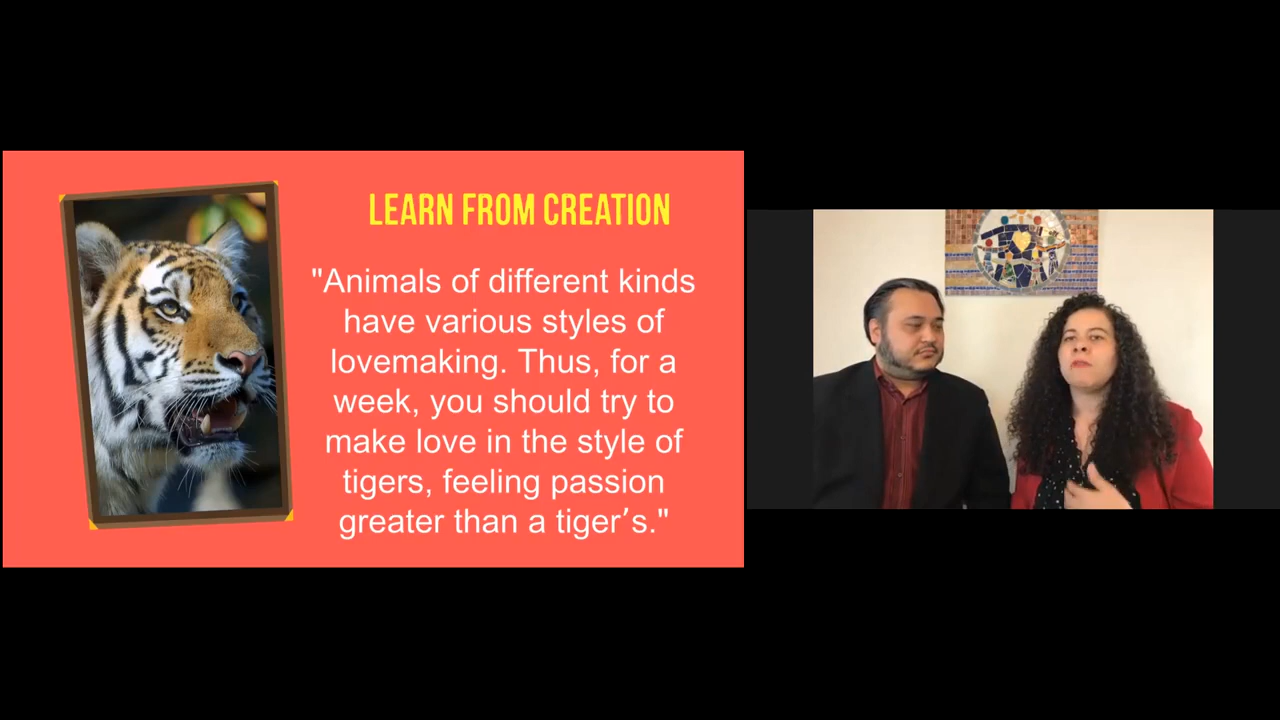 LEARN FROM CREATION
"Animals of different kinds
have various styles of
lovemaking. Thus, for a
week, you should try to
make love in the style of
tigers, feeling passion
greater than a tiger′s."